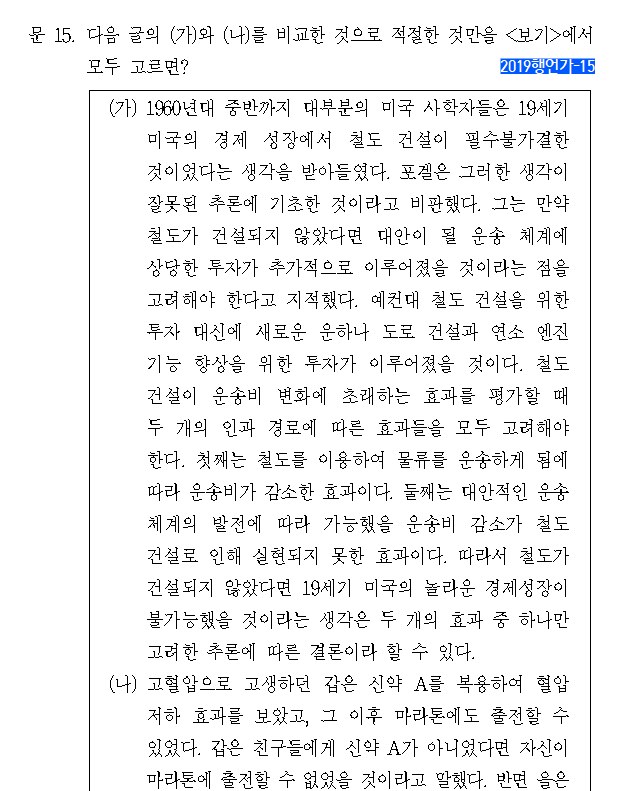 문 15. 다음 글의 (가)와 (나)를 비교한 것으로 적절한 것만을 <보기>에서
모두 고르면?
2019행언가-15
(가) 1960년대 중반까지 대부분의 미국 사학자들은 19세기
미국의 경제 성장에서 철도 건설이 필수불가결한
것이었다는 생각을 받아들였다. 포겔은 그러한 생각이
잘못된 추론에 기초한 것이라고 비판했다. 그는 만약
철도가 건설되지 않았다면 대안이 될 운송 체계에
상당한 투자가 추가적으로 이루어졌을 것이라는 점을
고려해야 한다고 지적했다. 예컨대 철도 건설을 위한
투자 대신에 새로운 운하나 도로 건설과 연소 엔진
기능 향상을 위한 투자가 이루어졌을 것이다. 철도
건설이 운송비 변화에 초래하는 효과를 평가할 때
두 개의 인과 경로에 따른 효과들을 모두 고려해야
한다. 첫째는 철도를 이용하여 물류를 운송하게 됨에
따라 운송비가 감소한 효과이다. 둘째는 대안적인 운송
체계의 발전에 따라 가능했을 운송비 감소가 철도
건설로 인해 실현되지 못한 효과이다. 따라서 철도가
건설되지 않았다면 19세기 미국의 놀라운 경제성장이
불가능했을 것이라는 생각은 두 개의 효과 중 하나만
고려한 추론에 따른 결론이라 할 수 있다.
(나) 고혈압으로 고생하던 갑은 신약 A를 복용하여 혈압
저하 효과를 보았고, 그 이후 마라톤에도 출전할 수
있었다. 갑은 친구들에게 신약 A가 아니었다면 자신이
마라톤에 출전할 수 없었을 것이라고 말했다. 반면 을은